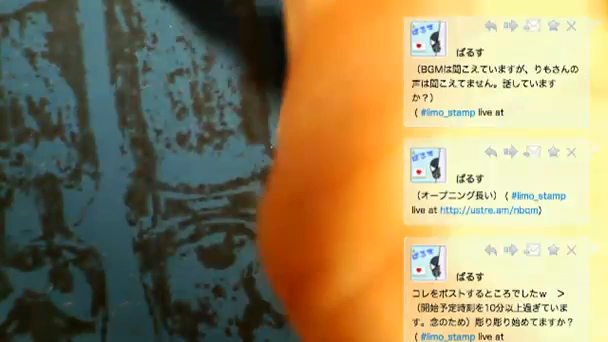 ぱるす
（BGMは聞こえていますが、りもさんの
声は聞こえてません。話しています
か？）
( #limo_stamp live at
ぱるす
（オープニング長い） ( #limo_stamp
live at http://ustre.am/nbqm)
ぱるす
コレをポストするところでしたｗ　＞
（開始予定時刻を10分以上過ぎていま
す。念のため）彫り彫り始めてますか？
( #limo_stamp live at